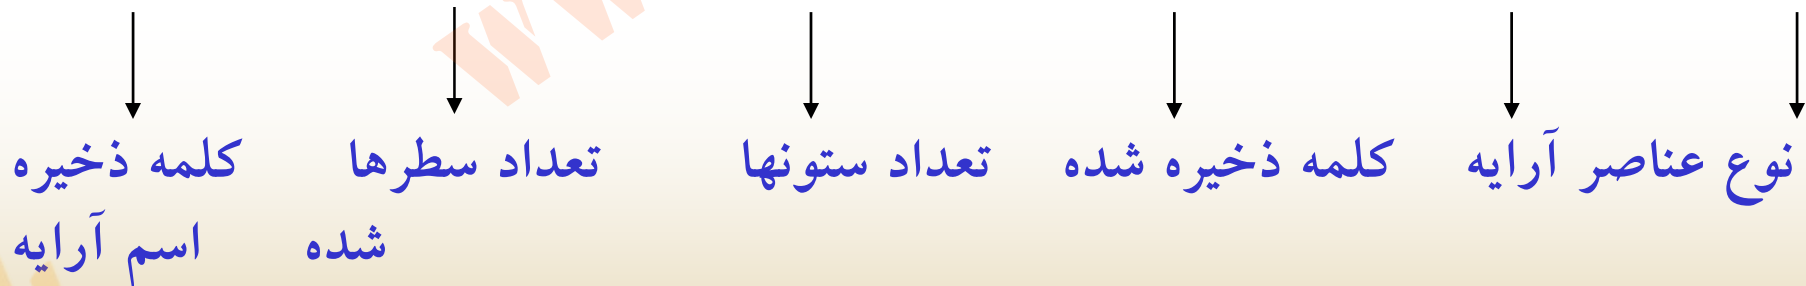 نوع عناصر آرایه کلمه ذخیره شده تعداد ستونها تعداد سطرها کلمه ذخیره
شده اسم آرایه